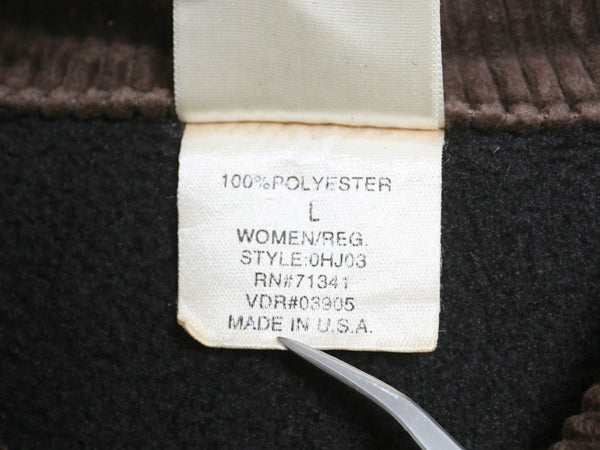 100% POLYESTER
L
WOMEN/REG.
STYLE:0HJ03
RN#71341
VDR#03905
MADE IN U.S.A.